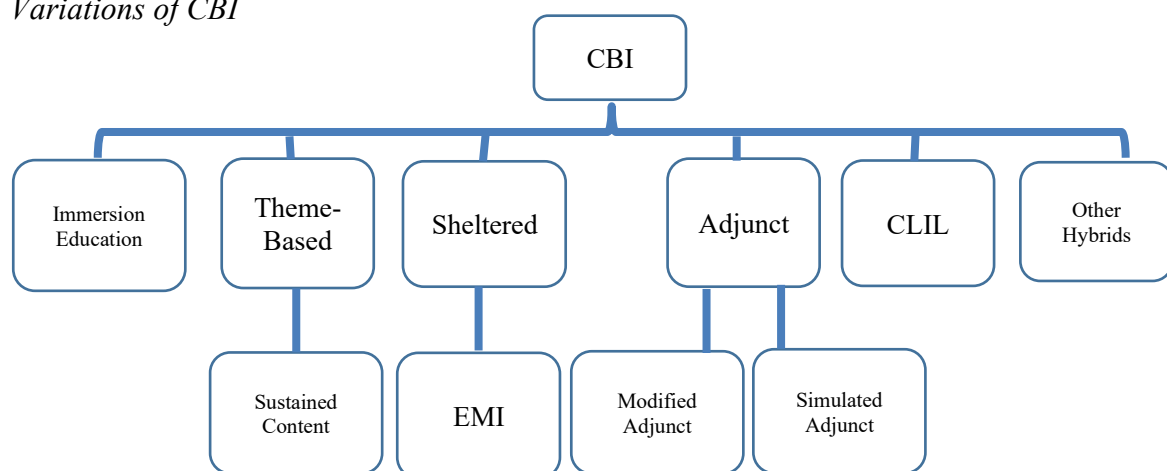 Variations of CBI
CBI
Immersion
Education
Theme-
Based
Sheltered
Adjunct
CLIL
Other
Hybrids
Sustained
Content
EMI
Modified
Adjunct
Simulated
Adjunct